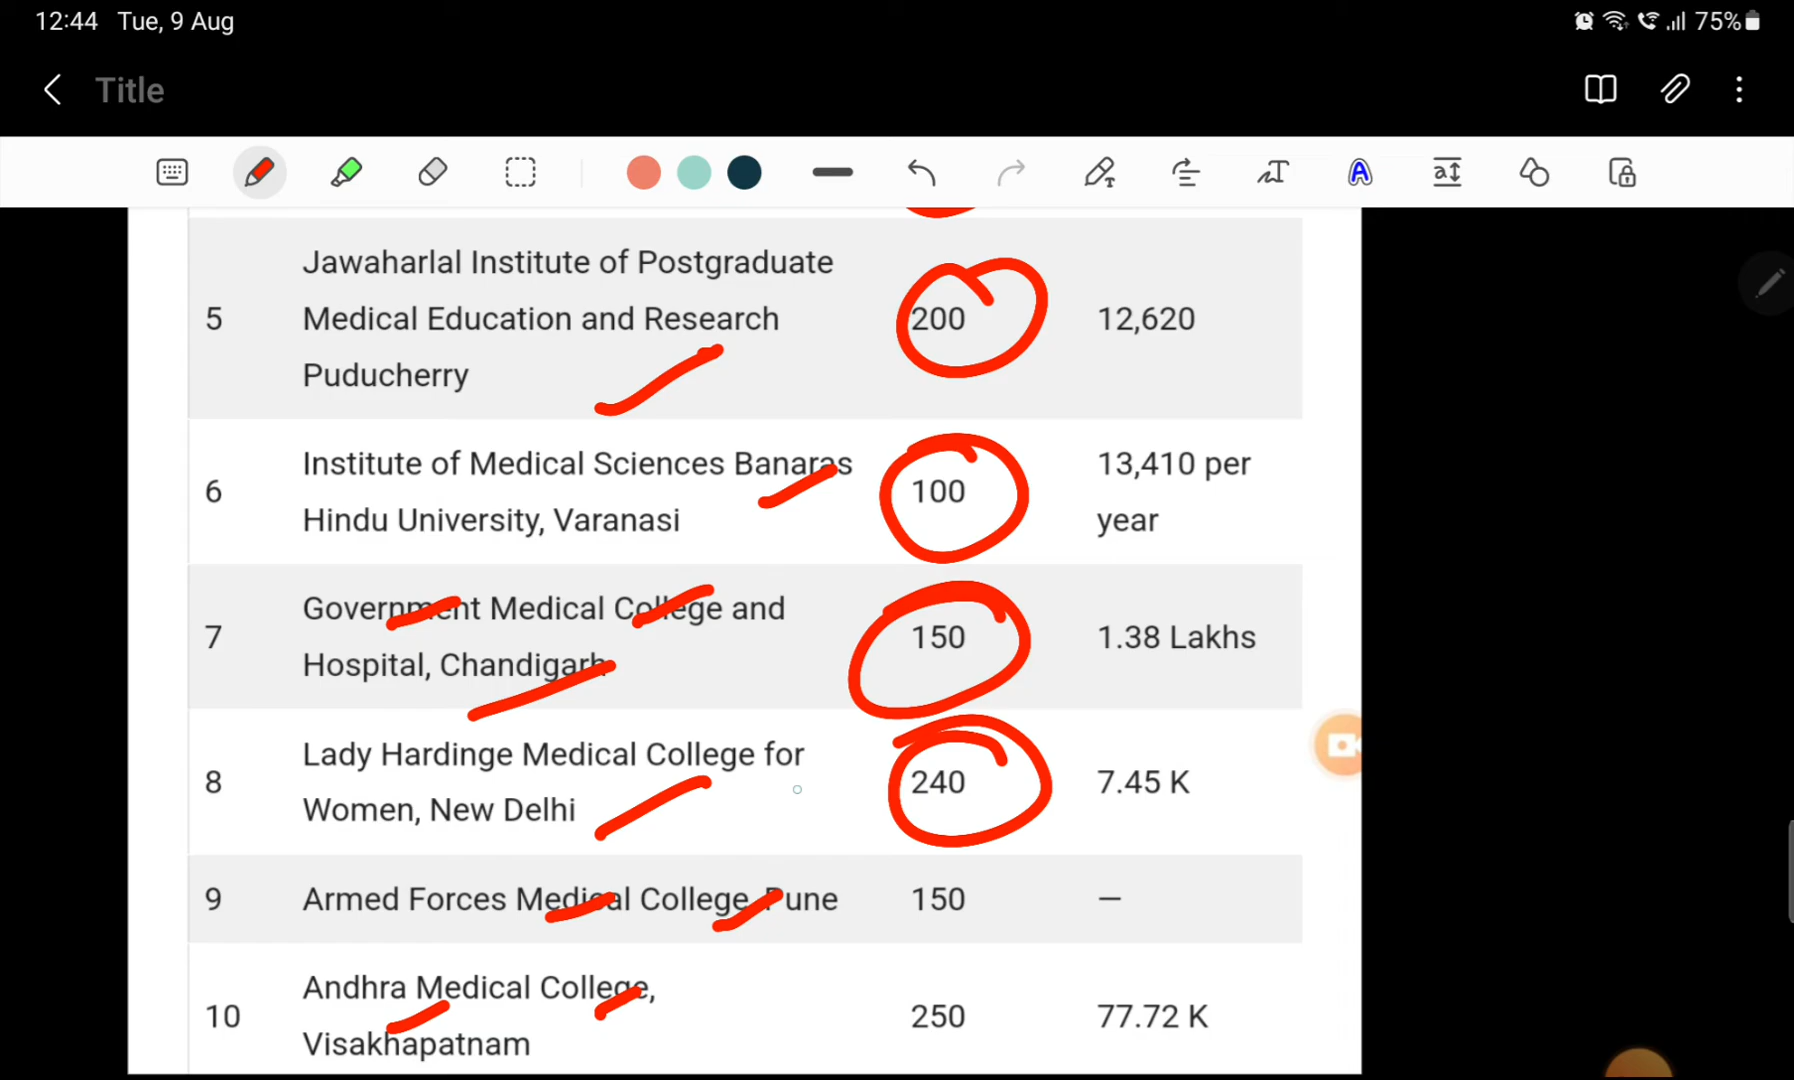 12:44 Tue, 9 Aug
75%
Title
5
Jawaharlal Institute of Postgraduate
Medical Education and Research
Puducherry
200
12,620
6
Institute of Medical Sciences Banaras
Hindu University, Varanasi
100
13,410 per
year
7
Government Medical College and
Hospital, Chandigarh
150
1.38 Lakhs
8
Lady Hardinge Medical College for
Women, New Delhi
240
7.45 K
9
Armed Forces Medical College, Pune
150
—
10
Andhra Medical College,
Visakhapatnam
250
77.72 K